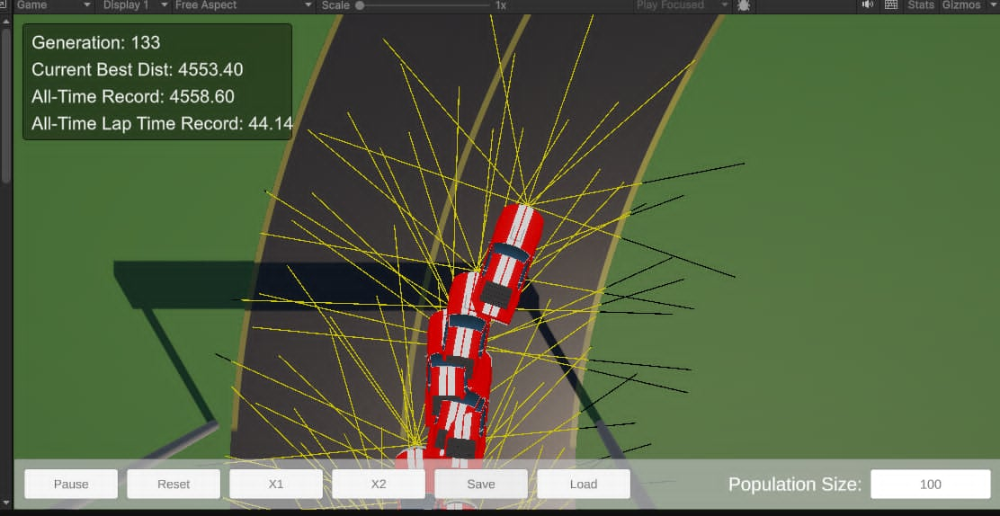 Game Display 1 Free Aspect Scale 1x Play Focused Stats Gizmos
Generation: 133
Current Best Dist: 4553.40
All-Time Record: 4558.60
All-Time Lap Time Record: 44.14
Pause Reset X1 X2 Save Load Population Size: 100